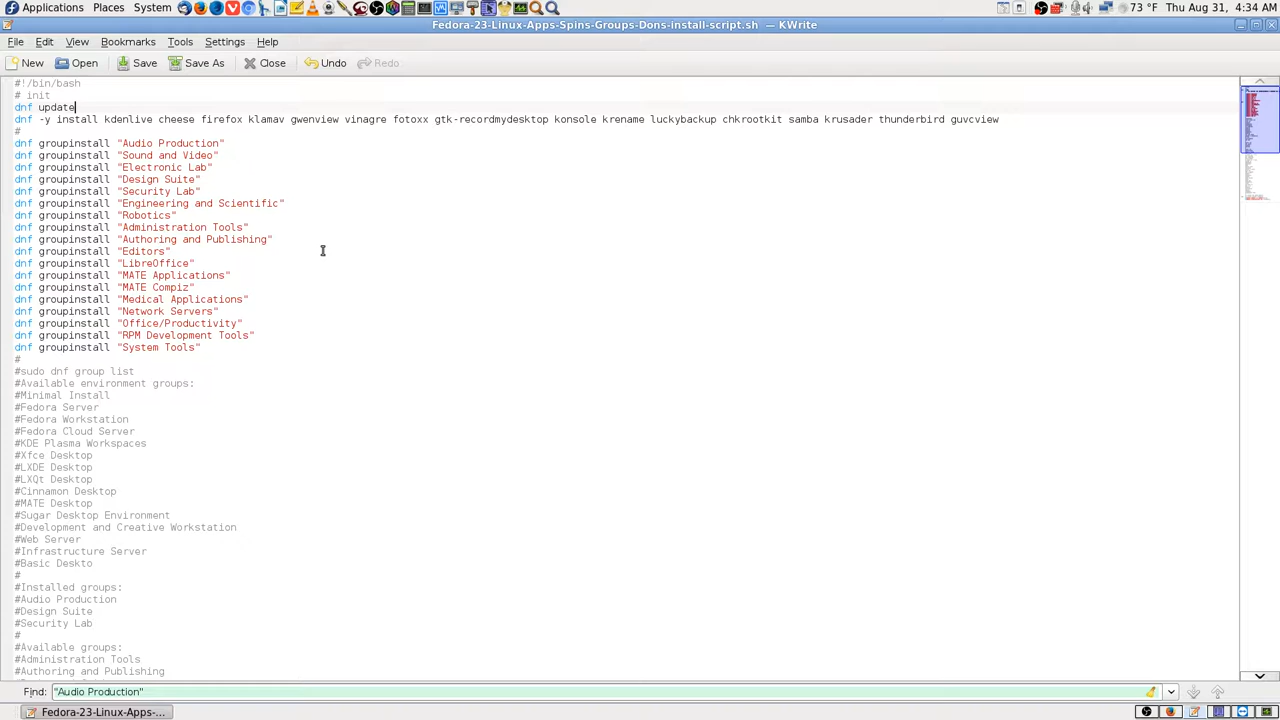 Applications Places System 73 °F Thu Aug 31, 4:34 AM
Fedora-23-Linux-Apps-Spins-Groups-Dons-install-script.sh — KWrite
File Edit View Bookmarks Tools Settings Help
New Open Save Save As Close Undo Redo
#!/bin/bash
# init
dnf update
dnf -y install kdenlive cheese firefox klamav gwenview vinagre fotoxx gtk-recordmydesktop konsole krename luckybackup chkrootkit samba krusader thunderbird guvcview
#
dnf groupinstall "Audio Production"
dnf groupinstall "Sound and Video"
dnf groupinstall "Electronic Lab"
dnf groupinstall "Design Suite"
dnf groupinstall "Security Lab"
dnf groupinstall "Engineering and Scientific"
dnf groupinstall "Robotics"
dnf groupinstall "Administration Tools"
dnf groupinstall "Authoring and Publishing"
dnf groupinstall "Editors"
dnf groupinstall "LibreOffice"
dnf groupinstall "MATE Applications"
dnf groupinstall "MATE Compiz"
dnf groupinstall "Medical Applications"
dnf groupinstall "Network Servers"
dnf groupinstall "Office/Productivity"
dnf groupinstall "RPM Development Tools"
dnf groupinstall "System Tools"
#
#sudo dnf group list
#Available environment groups:
#Minimal Install
#Fedora Server
#Fedora Workstation
#Fedora Cloud Server
#KDE Plasma Workspaces
#Xfce Desktop
#LXDE Desktop
#LXQt Desktop
#Cinnamon Desktop
#MATE Desktop
#Sugar Desktop Environment
#Development and Creative Workstation
#Web Server
#Infrastructure Server
#Basic Deskto
#
#Installed groups:
#Audio Production
#Design Suite
#Security Lab
#
#Available groups:
#Administration Tools
#Authoring and Publishing
Find: "Audio Production"
Fedora-23-Linux-Apps-...